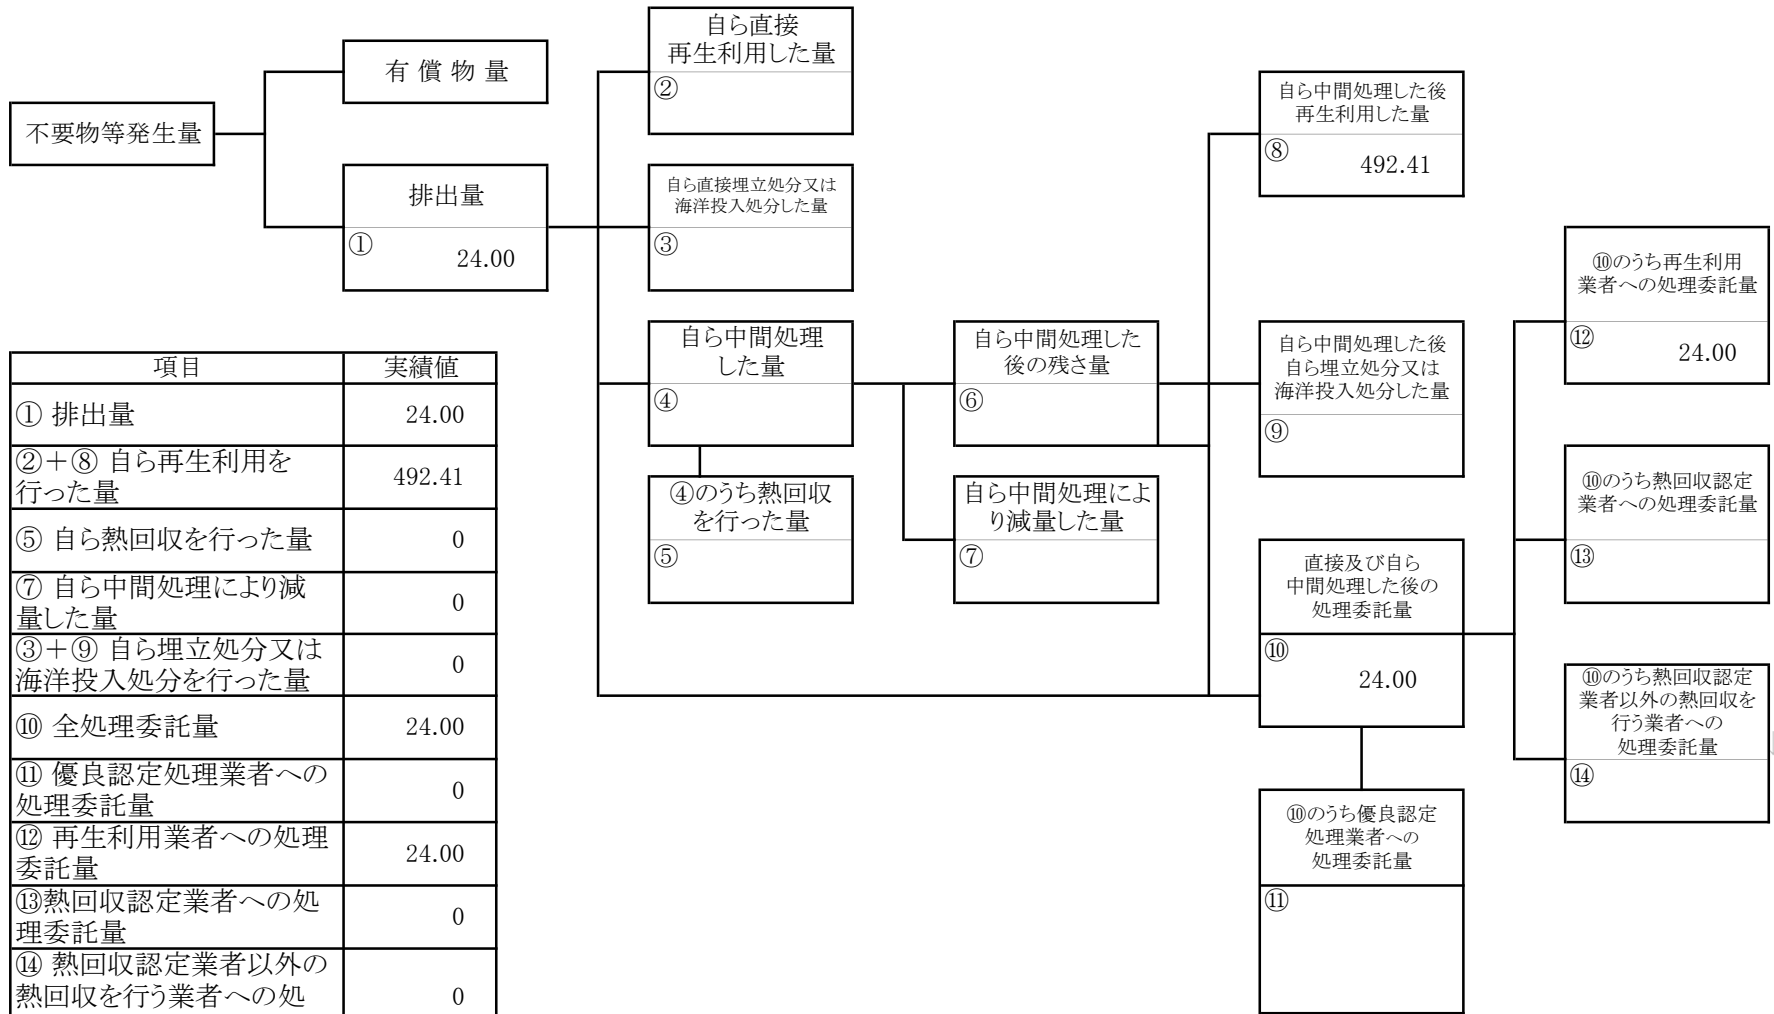 不要物等発生量
有 償 物 量
排出量
①
24.00
自ら直接
再生利用した量
②
自ら直接埋立処分又は
海洋投入処分した量
③
自ら中間処理
した量
④
④のうち熱回収
を行った量
⑤
自ら中間処理した
後の残さ量
⑥
自ら中間処理によ
り減量した量
⑦
自ら中間処理した後
再生利用した量
⑧
492.41
自ら中間処理した後
自ら埋立処分又は
海洋投入処分した量
⑨
直接及び自ら
中間処理した後の
処理委託量
⑩
24.00
⑩のうち優良認定
処理業者への
処理委託量
⑪
⑩のうち再生利用
業者への処理委託量
⑫
24.00
⑩のうち熱回収認定
業者への処理委託量
⑬
⑩のうち熱回収認定
業者以外の熱回収を
行う業者への
処理委託量
⑭
項目 実績値
① 排出量 24.00
②＋⑧ 自ら再生利用を
行った量 492.41
⑤ 自ら熱回収を行った量 0
⑦ 自ら中間処理により減
量した量 0
③＋⑨ 自ら埋立処分又は
海洋投入処分を行った量 0
⑩ 全処理委託量 24.00
⑪ 優良認定処理業者への
処理委託量 0
⑫ 再生利用業者への処理
委託量 24.00
⑬熱回収認定業者への処
理委託量 0
⑭ 熱回収認定業者以外の
熱回収を行う業者への処 0